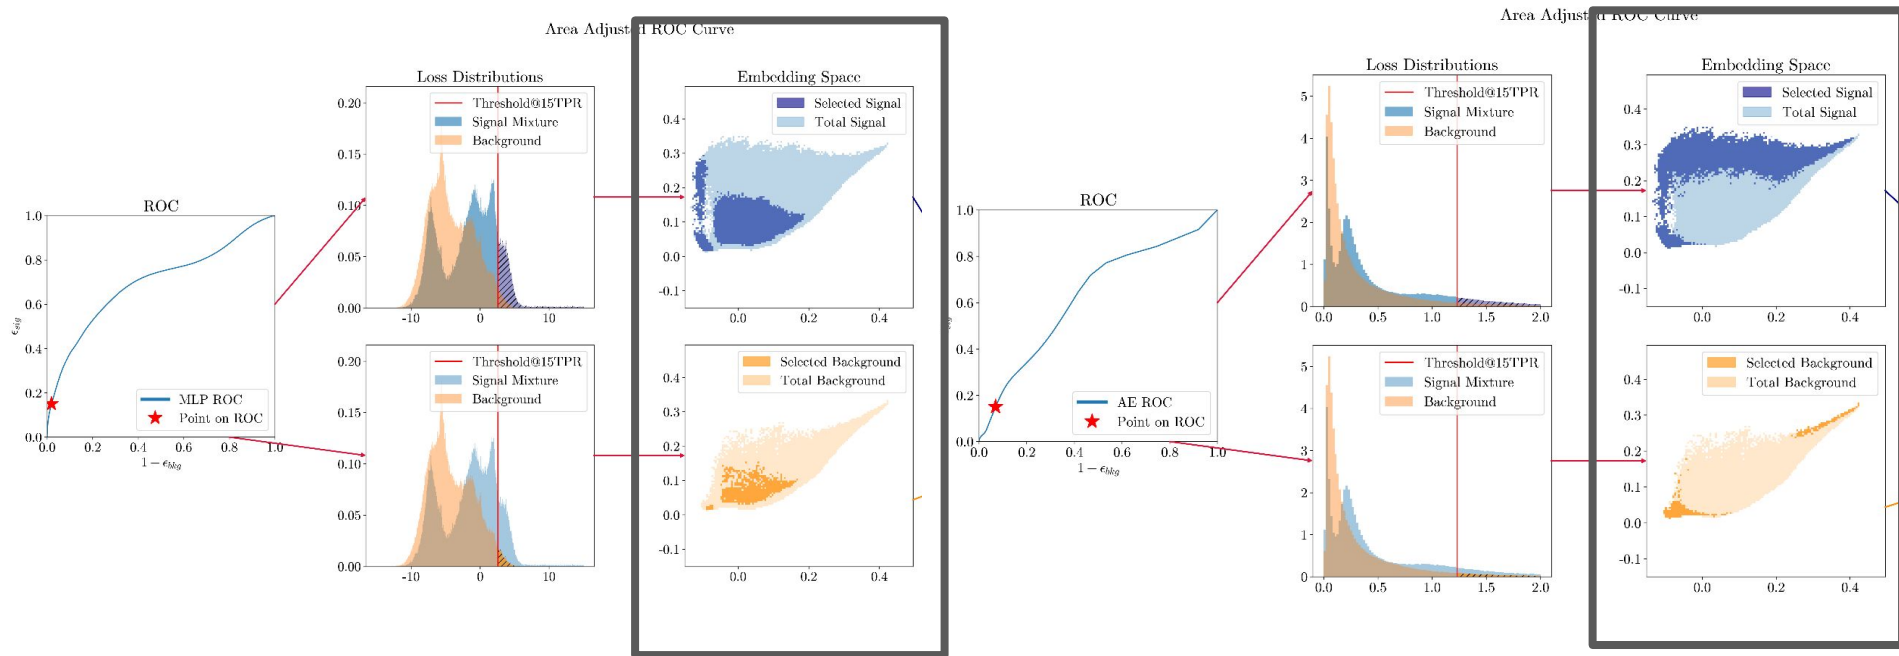 Area Adjusted ROC Curve
Loss Distributions
Embedding Space
0.20
0.15
0.10
0.05
0.00
-10
0
10
Threshold@15TPR
Signal Mixture
Background
0.4
0.3
0.2
0.1
0.0
-0.1
0.0
0.2
0.4
Selected Signal
Total Signal
ROC
1.0
0.8
0.6
0.4
0.2
0.0
0.0
0.2
0.4
0.6
0.8
1.0
ϵsig
1 − ϵbkg
MLP ROC
Point on ROC
0.20
0.15
0.10
0.05
0.00
-10
0
10
Threshold@15TPR
Signal Mixture
Background
0.4
0.3
0.2
0.1
0.0
-0.1
0.0
0.2
0.4
Selected Background
Total Background
Area Adjusted ROC Curve
Loss Distributions
Embedding Space
5
4
3
2
1
0
0.0
0.5
1.0
1.5
2.0
Threshold@15TPR
Signal Mixture
Background
0.4
0.3
0.2
0.1
0.0
-0.1
0.0
0.2
0.4
Selected Signal
Total Signal
ROC
1.0
0.8
0.6
0.4
0.2
0.0
0.0
0.2
0.4
0.6
0.8
1.0
1 − ϵbkg
AE ROC
Point on ROC
5
4
3
2
1
0
0.0
0.5
1.0
1.5
2.0
Threshold@15TPR
Signal Mixture
Background
0.4
0.3
0.2
0.1
0.0
-0.1
0.0
0.2
0.4
Selected Background
Total Background